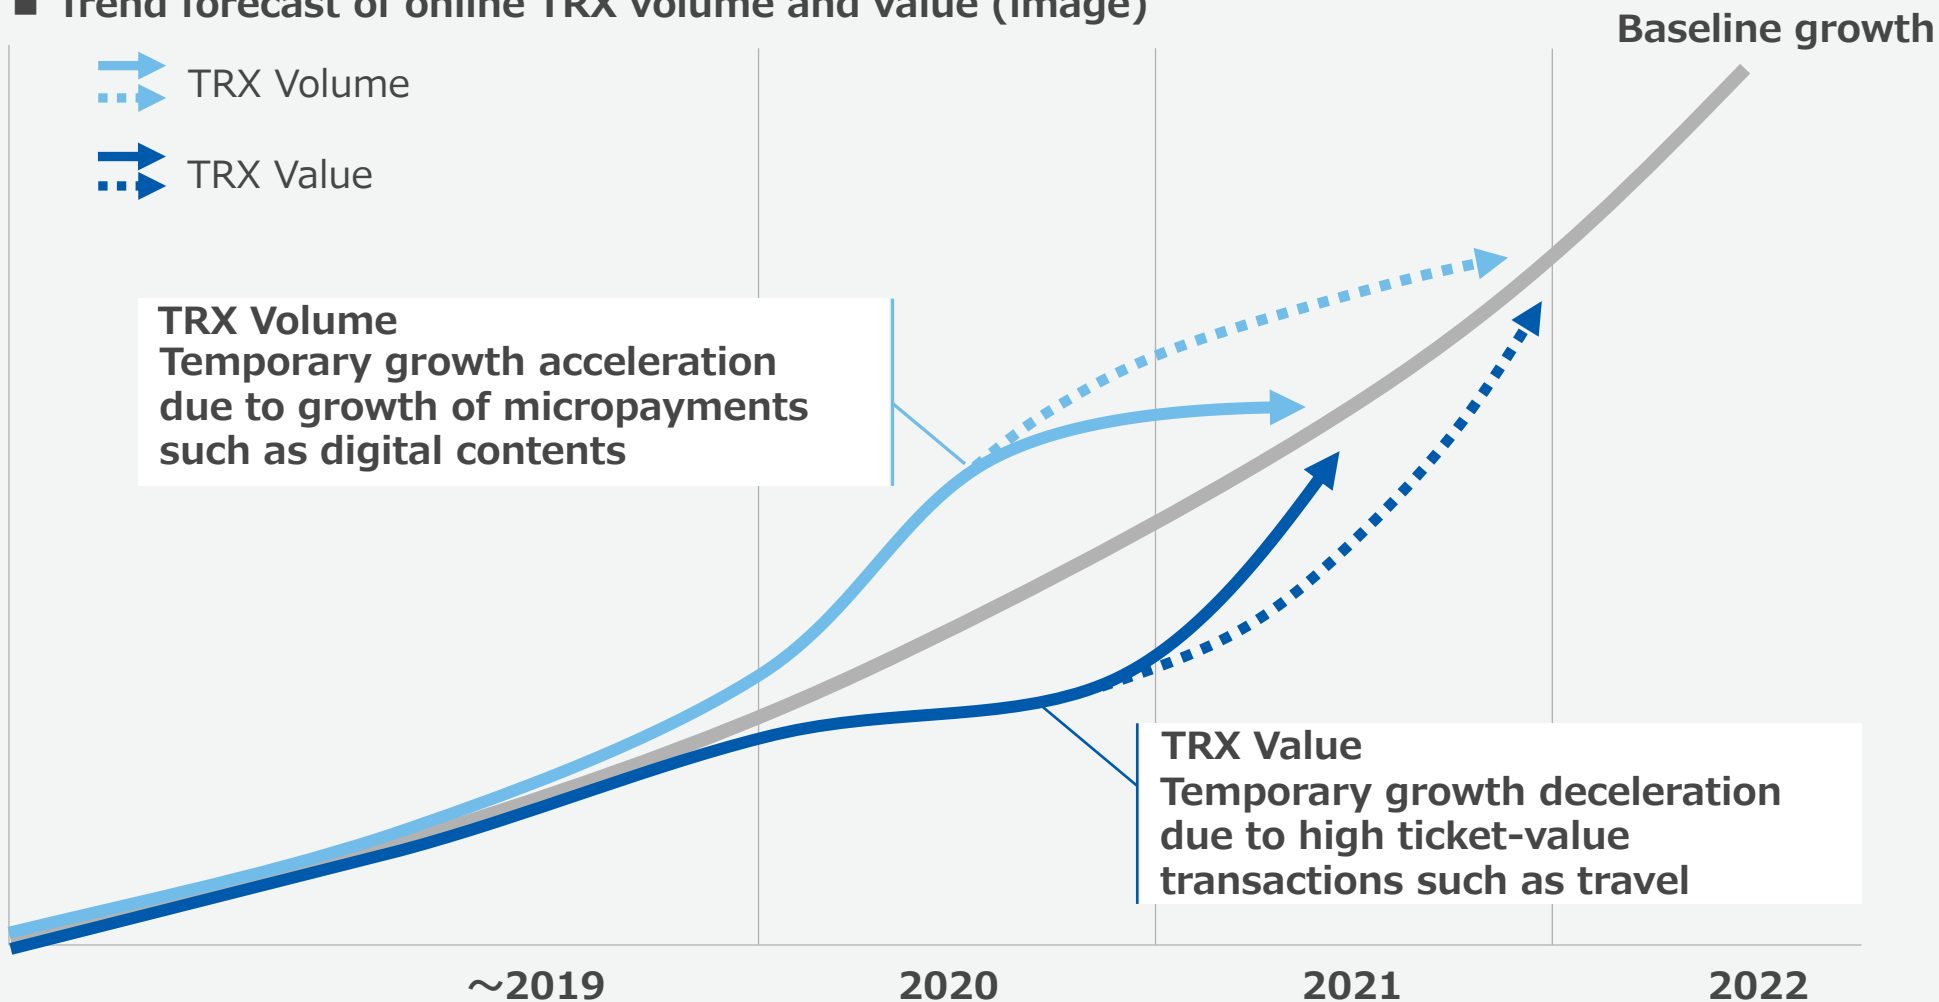 ■ Trend forecast of online TRX volume and value (image)
Baseline growth
TRX Volume
TRX Value
TRX Volume
Temporary growth acceleration
due to growth of micropayments
such as digital contents
TRX Value
Temporary growth deceleration
due to high ticket-value
transactions such as travel
～2019
2020
2021
2022